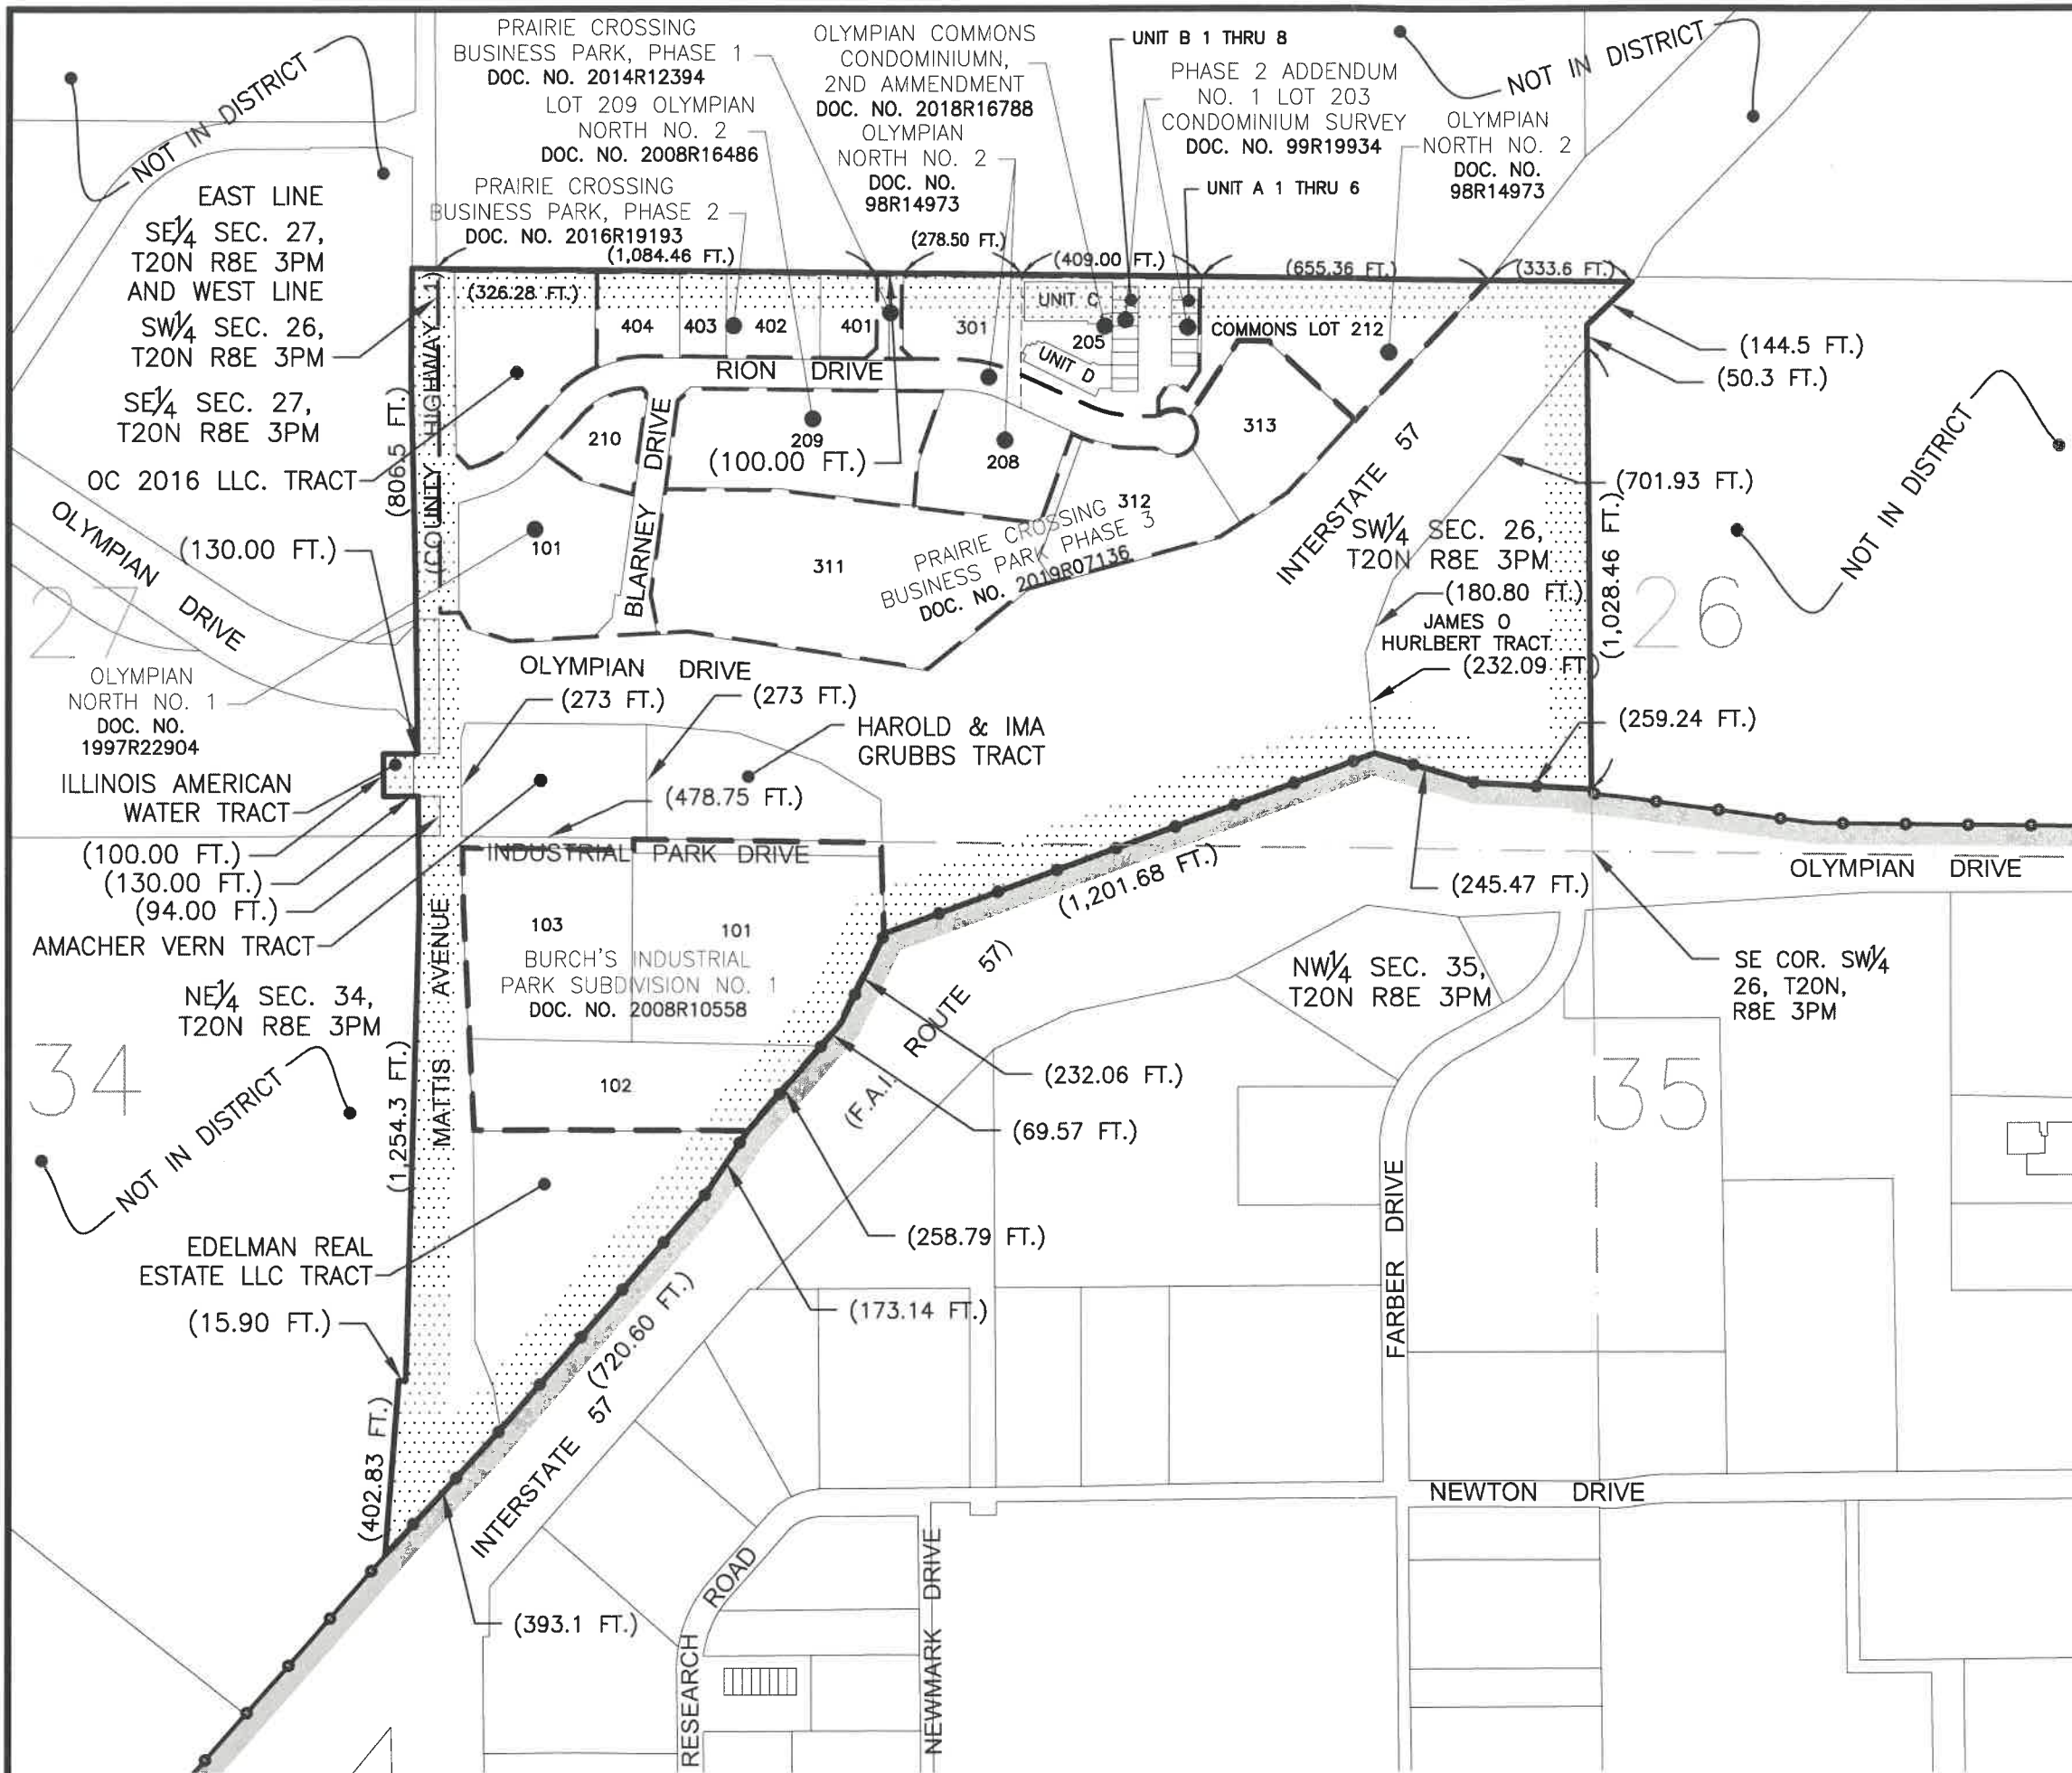 PRAIRIE CROSSING
BUSINESS PARK, PHASE 1
DOC. NO. 2014R12394
LOT 209 OLYMPIAN
NORTH NO. 2
DOC. NO. 2008R16486
PRAIRIE CROSSING
BUSINESS PARK, PHASE 2
DOC. NO. 2016R19193
OLYMPIAN COMMONS
CONDOMINIUMN,
2ND AMMENDMENT
DOC. NO. 2018R16788
OLYMPIAN
NORTH NO. 2
DOC. NO.
98R14973
UNIT B 1 THRU 8
PHASE 2 ADDENDUM
NO. 1 LOT 203
CONDOMINIUM SURVEY
DOC. NO. 99R19934
UNIT A 1 THRU 6
OLYMPIAN
NORTH NO. 2
DOC. NO.
98R14973
NOT IN DISTRICT
NOT IN DISTRICT
EAST LINE
SE1/4 SEC. 27,
T20N R8E 3PM
AND WEST LINE
SW1/4 SEC. 26,
T20N R8E 3PM
SE1/4 SEC. 27,
T20N R8E 3PM
OC 2016 LLC. TRACT
(1,084.46 FT.)
(278.50 FT.)
(409.00 FT.)
(655.36 FT.)
(333.6 FT.)
(326.28 FT.)
404
403
402
401
301
UNIT C
205
UNIT D
COMMONS LOT 212
RION DRIVE
(144.5 FT.)
(50.3 FT.)
(806.5 FT.)
(COUNTY HIGHWAY 1)
210
BLARNEY DRIVE
209
(100.00 FT.)
208
313
INTERSTATE 57
(701.93 FT.)
NOT IN DISTRICT
OLYMPIAN DRIVE
(130.00 FT.)
101
311
312
PRAIRIE CROSSING
BUSINESS PARK PHASE 3
DOC. NO. 2019R07136
SW1/4 SEC. 26,
T20N R8E 3PM
(180.80 FT.)
JAMES O
HURLBERT TRACT
(232.09 FT)
(1,028.46 FT.)
26
27
OLYMPIAN
NORTH NO. 1
DOC. NO.
1997R22904
OLYMPIAN DRIVE
(273 FT.)
(273 FT.)
HAROLD & IMA
GRUBBS TRACT
(259.24 FT.)
ILLINOIS AMERICAN
WATER TRACT
(478.75 FT.)
(100.00 FT.)
(130.00 FT.)
(94.00 FT.)
AMACHER VERN TRACT
INDUSTRIAL PARK DRIVE
(1,201.68 FT.)
(245.47 FT.)
OLYMPIAN DRIVE
MATTIS AVENUE
103
101
BURCH'S INDUSTRIAL
PARK SUBDIVISION NO. 1
DOC. NO. 2008R10558
NE1/4 SEC. 34,
T20N R8E 3PM
NW1/4 SEC. 35,
T20N R8E 3PM
SE COR. SW1/4
26, T20N,
R8E 3PM
34
NOT IN DISTRICT
(1,254.3 FT.)
102
(F.A.I. ROUTE 57)
(232.06 FT.)
(69.57 FT.)
35
EDELMAN REAL
ESTATE LLC TRACT
(258.79 FT.)
(15.90 FT.)
(173.14 FT.)
(720.60 FT.)
FARBER DRIVE
(402.83 FT.)
INTERSTATE 57
NEWTON DRIVE
(393.1 FT.)
RESEARCH ROAD
NEWMARK DRIVE